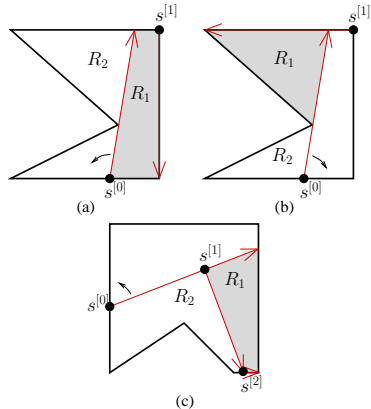 s^{[1]}
s^{[1]}
R_2
R_1
R_1
R_2
s^{[0]}
s^{[0]}
(a)
(b)
s^{[1]}
R_1
s^{[0]}
R_2
s^{[2]}
(c)